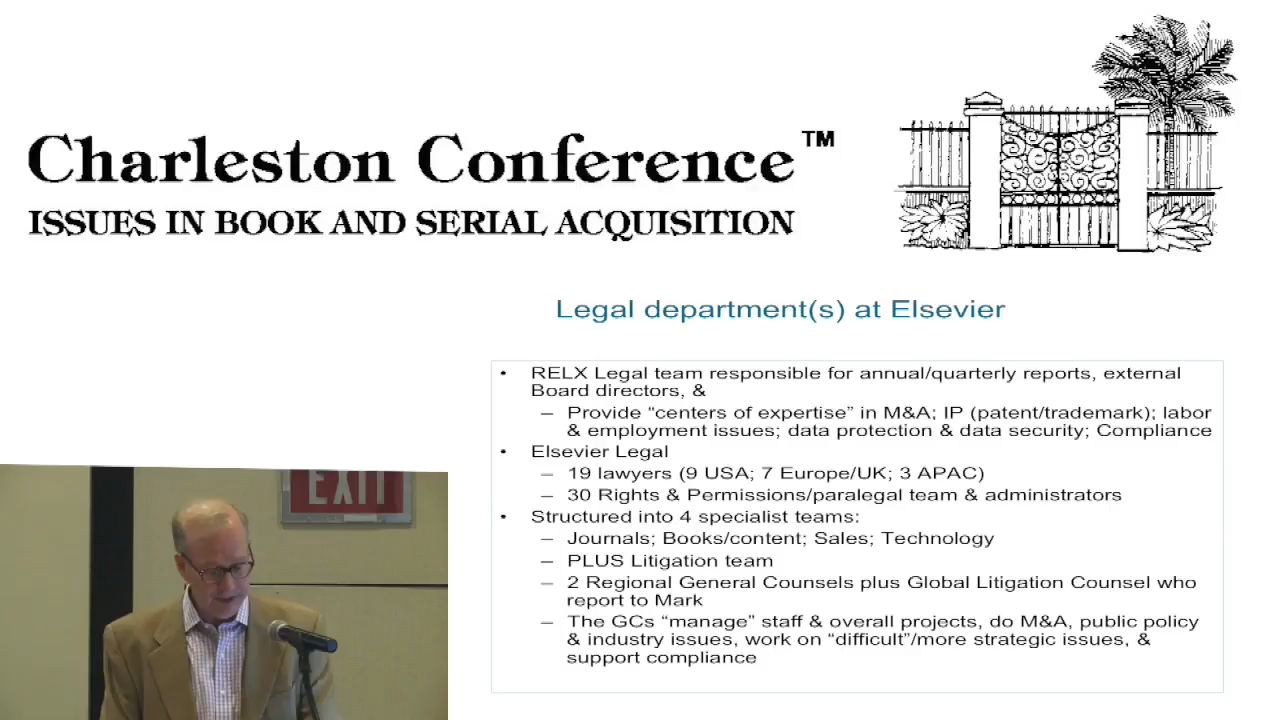 Charleston Conference™
ISSUES IN BOOK AND SERIAL ACQUISITION
Legal department(s) at Elsevier
• RELX Legal team responsible for annual/quarterly reports, external
Board directors, &
– Provide “centers of expertise” in M&A; IP (patent/trademark); labor
& employment issues; data protection & data security; Compliance
• Elsevier Legal
– 19 lawyers (9 USA; 7 Europe/UK; 3 APAC)
– 30 Rights & Permissions/paralegal team & administrators
• Structured into 4 specialist teams:
– Journals; Books/content; Sales; Technology
– PLUS Litigation team
– 2 Regional General Counsels plus Global Litigation Counsel who
report to Mark
– The GCs “manage” staff & overall projects, do M&A, public policy
& industry issues, work on “difficult”/more strategic issues, &
support compliance
EXIT